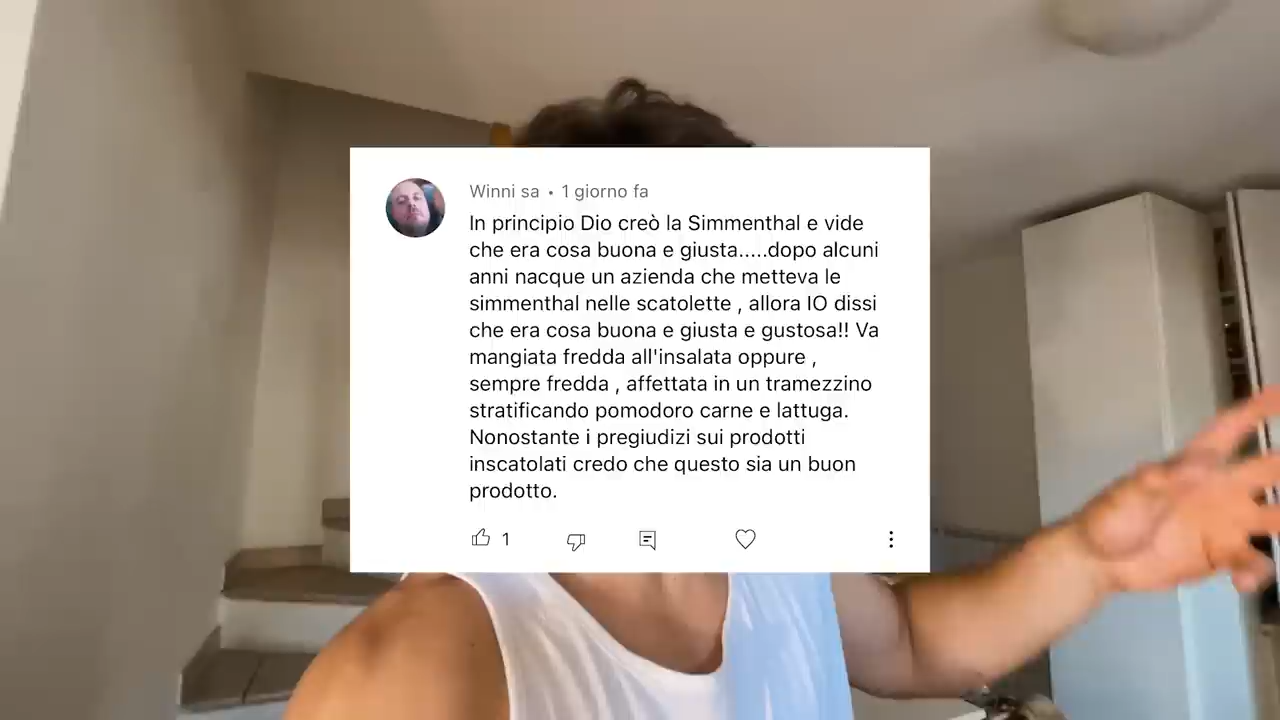 Winni sa • 1 giorno fa
In principio Dio creò la Simmenthal e vide
che era cosa buona e giusta.....dopo alcuni
anni nacque un azienda che metteva le
simmenthal nelle scatolette , allora IO dissi
che era cosa buona e giusta e gustosa!! Va
mangiata fredda all'insalata oppure ,
sempre fredda , affettata in un tramezzino
stratificando pomodoro carne e lattuga.
Nonostante i pregiudizi sui prodotti
inscatolati credo che questo sia un buon
prodotto.
1